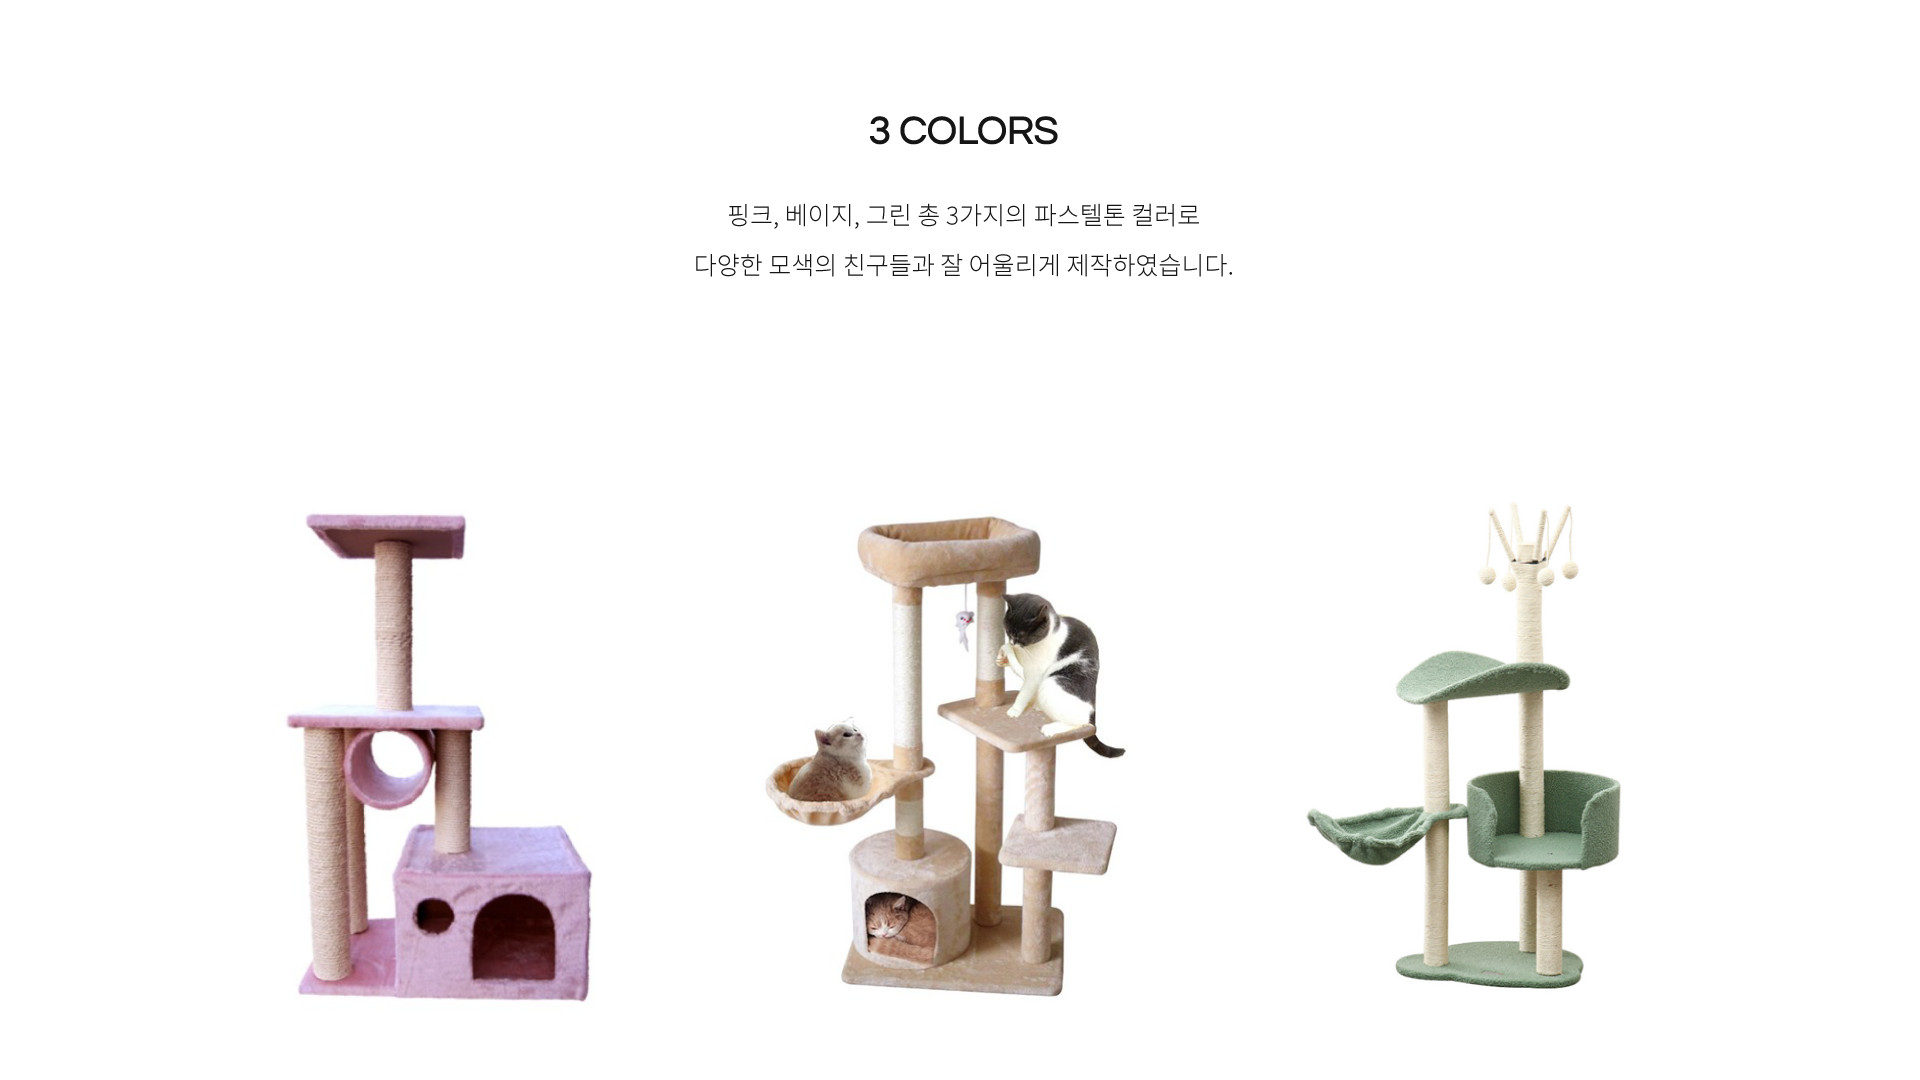 3 COLORS
핑크, 베이지, 그린 총 3가지의 파스텔톤 컬러로
다양한 모색의 친구들과 잘 어울리게 제작하였습니다.